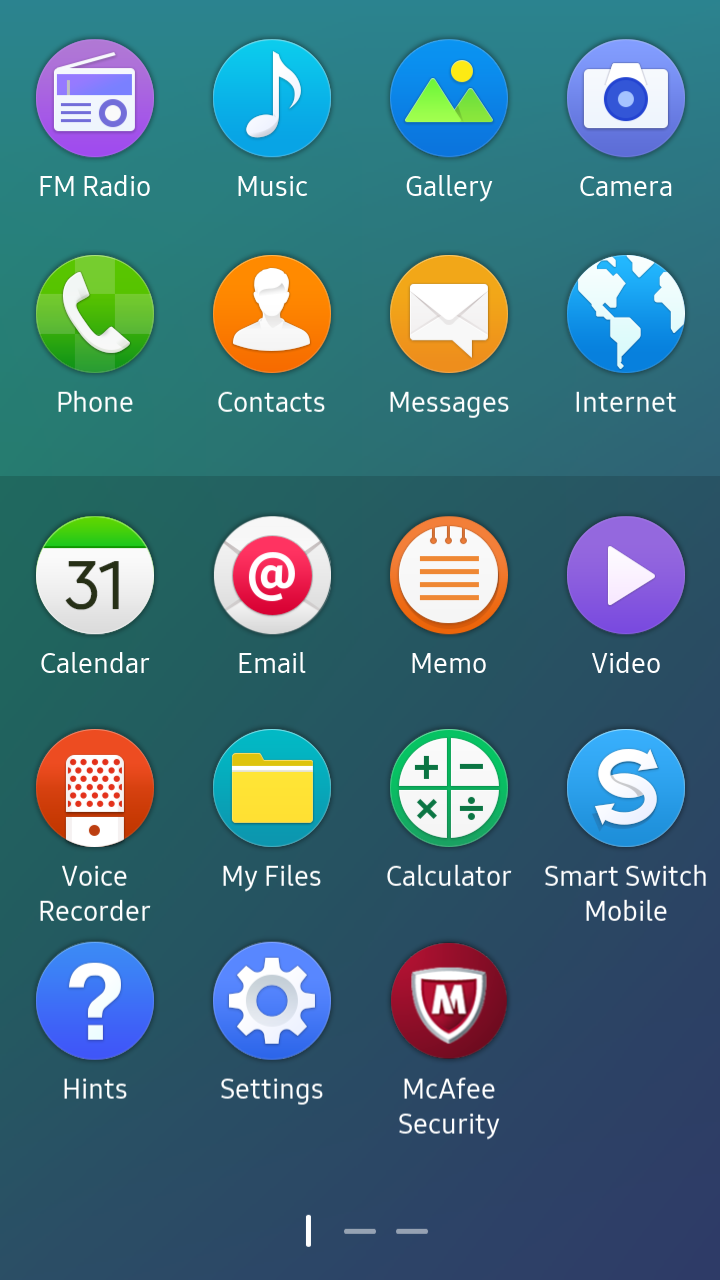 FM Radio
Music
Gallery
Camera
Phone
Contacts
Messages
Internet
31
@
Calendar
Email
Memo
Video
Voice
Recorder
My Files
Calculator
Smart Switch
Mobile
?
M
Hints
Settings
McAfee
Security